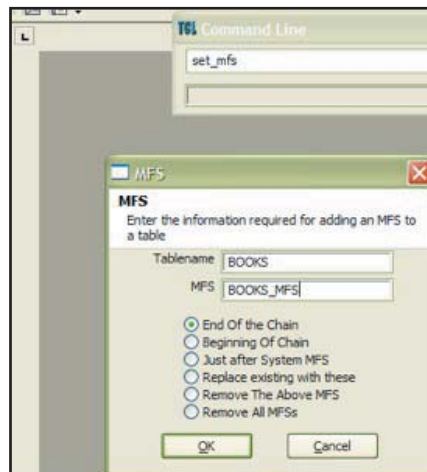 TCL Command Line
set_mfs
MFS
MFS
Enter the information required for adding an MFS to
a table
Tablename BOOKS
MFS BOOKS_MFS
End Of the Chain
Beginning Of Chain
Just after System MFS
Replace existing with these
Remove The Above MFS
Remove All MFSs
OK Cancel